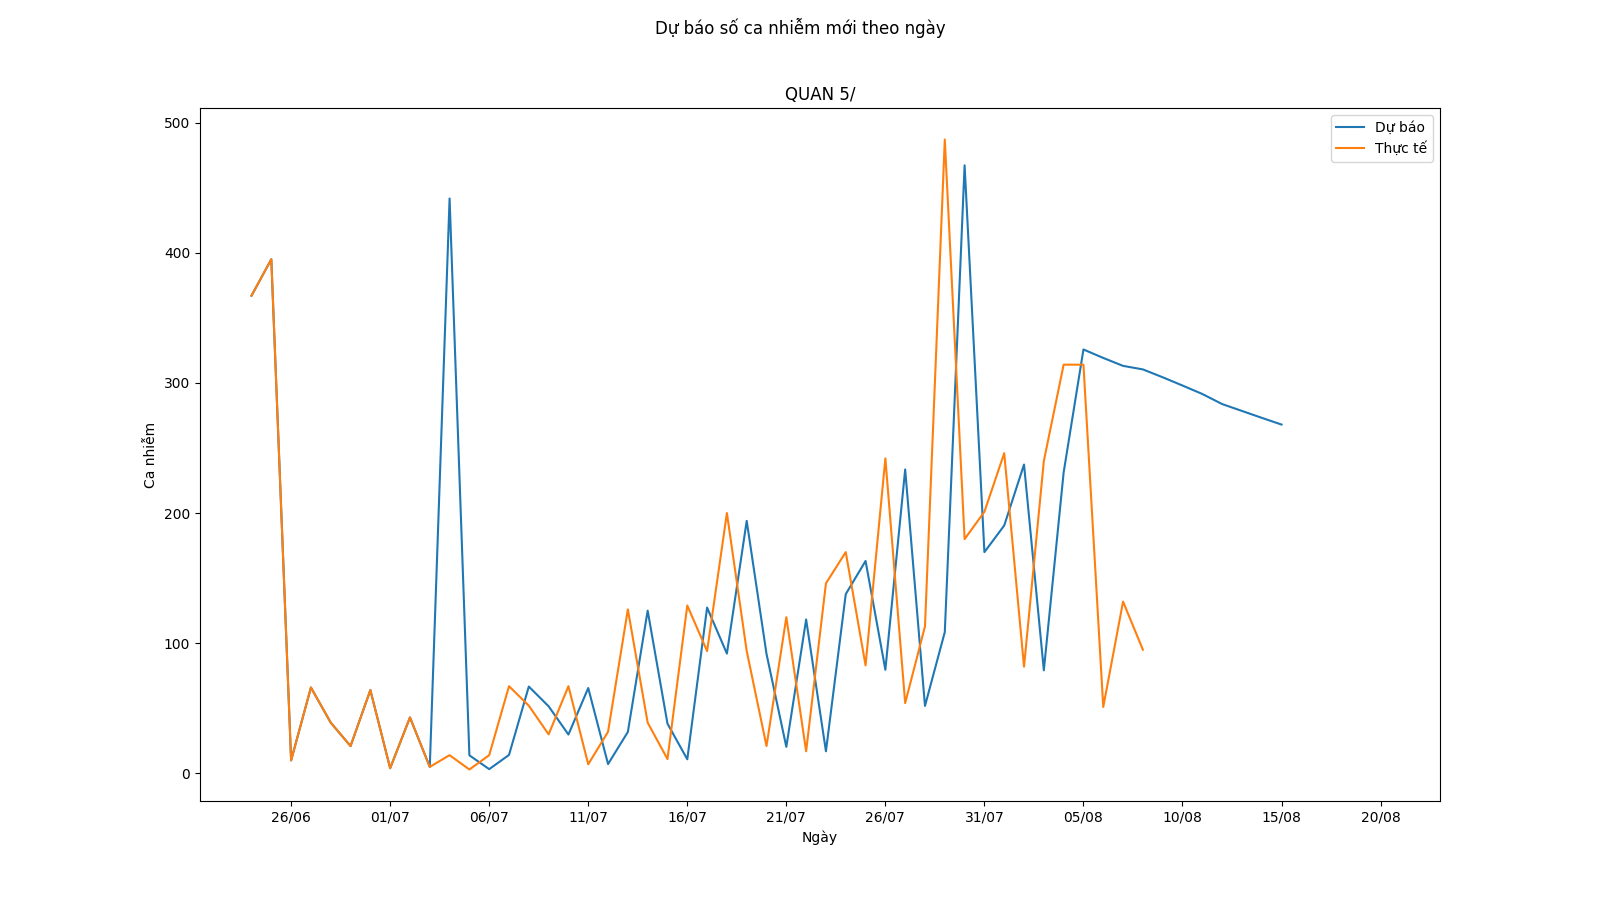 Dự báo số ca nhiễm mới theo ngày
QUAN 5/
Dự báo
Thực tế
500
400
300
200
100
0
Ca nhiễm
26/06 01/07 06/07 11/07 16/07 21/07 26/07 31/07 05/08 10/08 15/08 20/08
Ngày